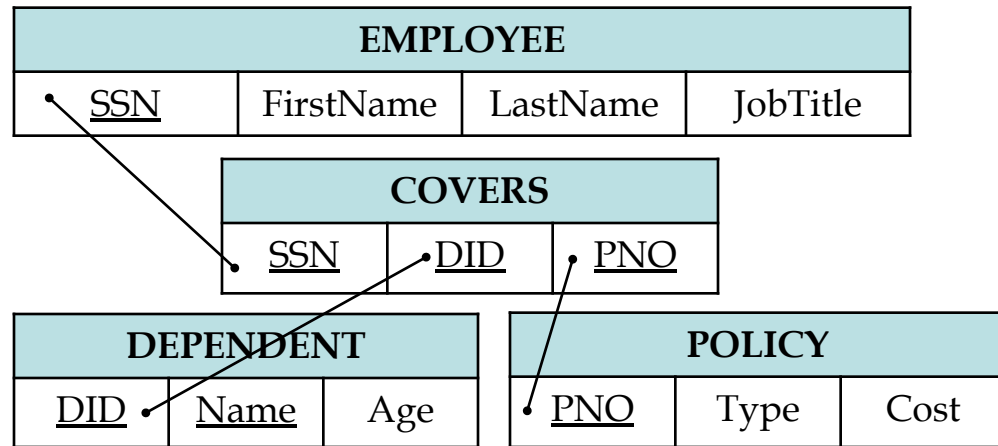 EMPLOYEE
SSN FirstName LastName JobTitle
COVERS
SSN DID PNO
DEPENDENT
DID Name Age
POLICY
PNO Type Cost